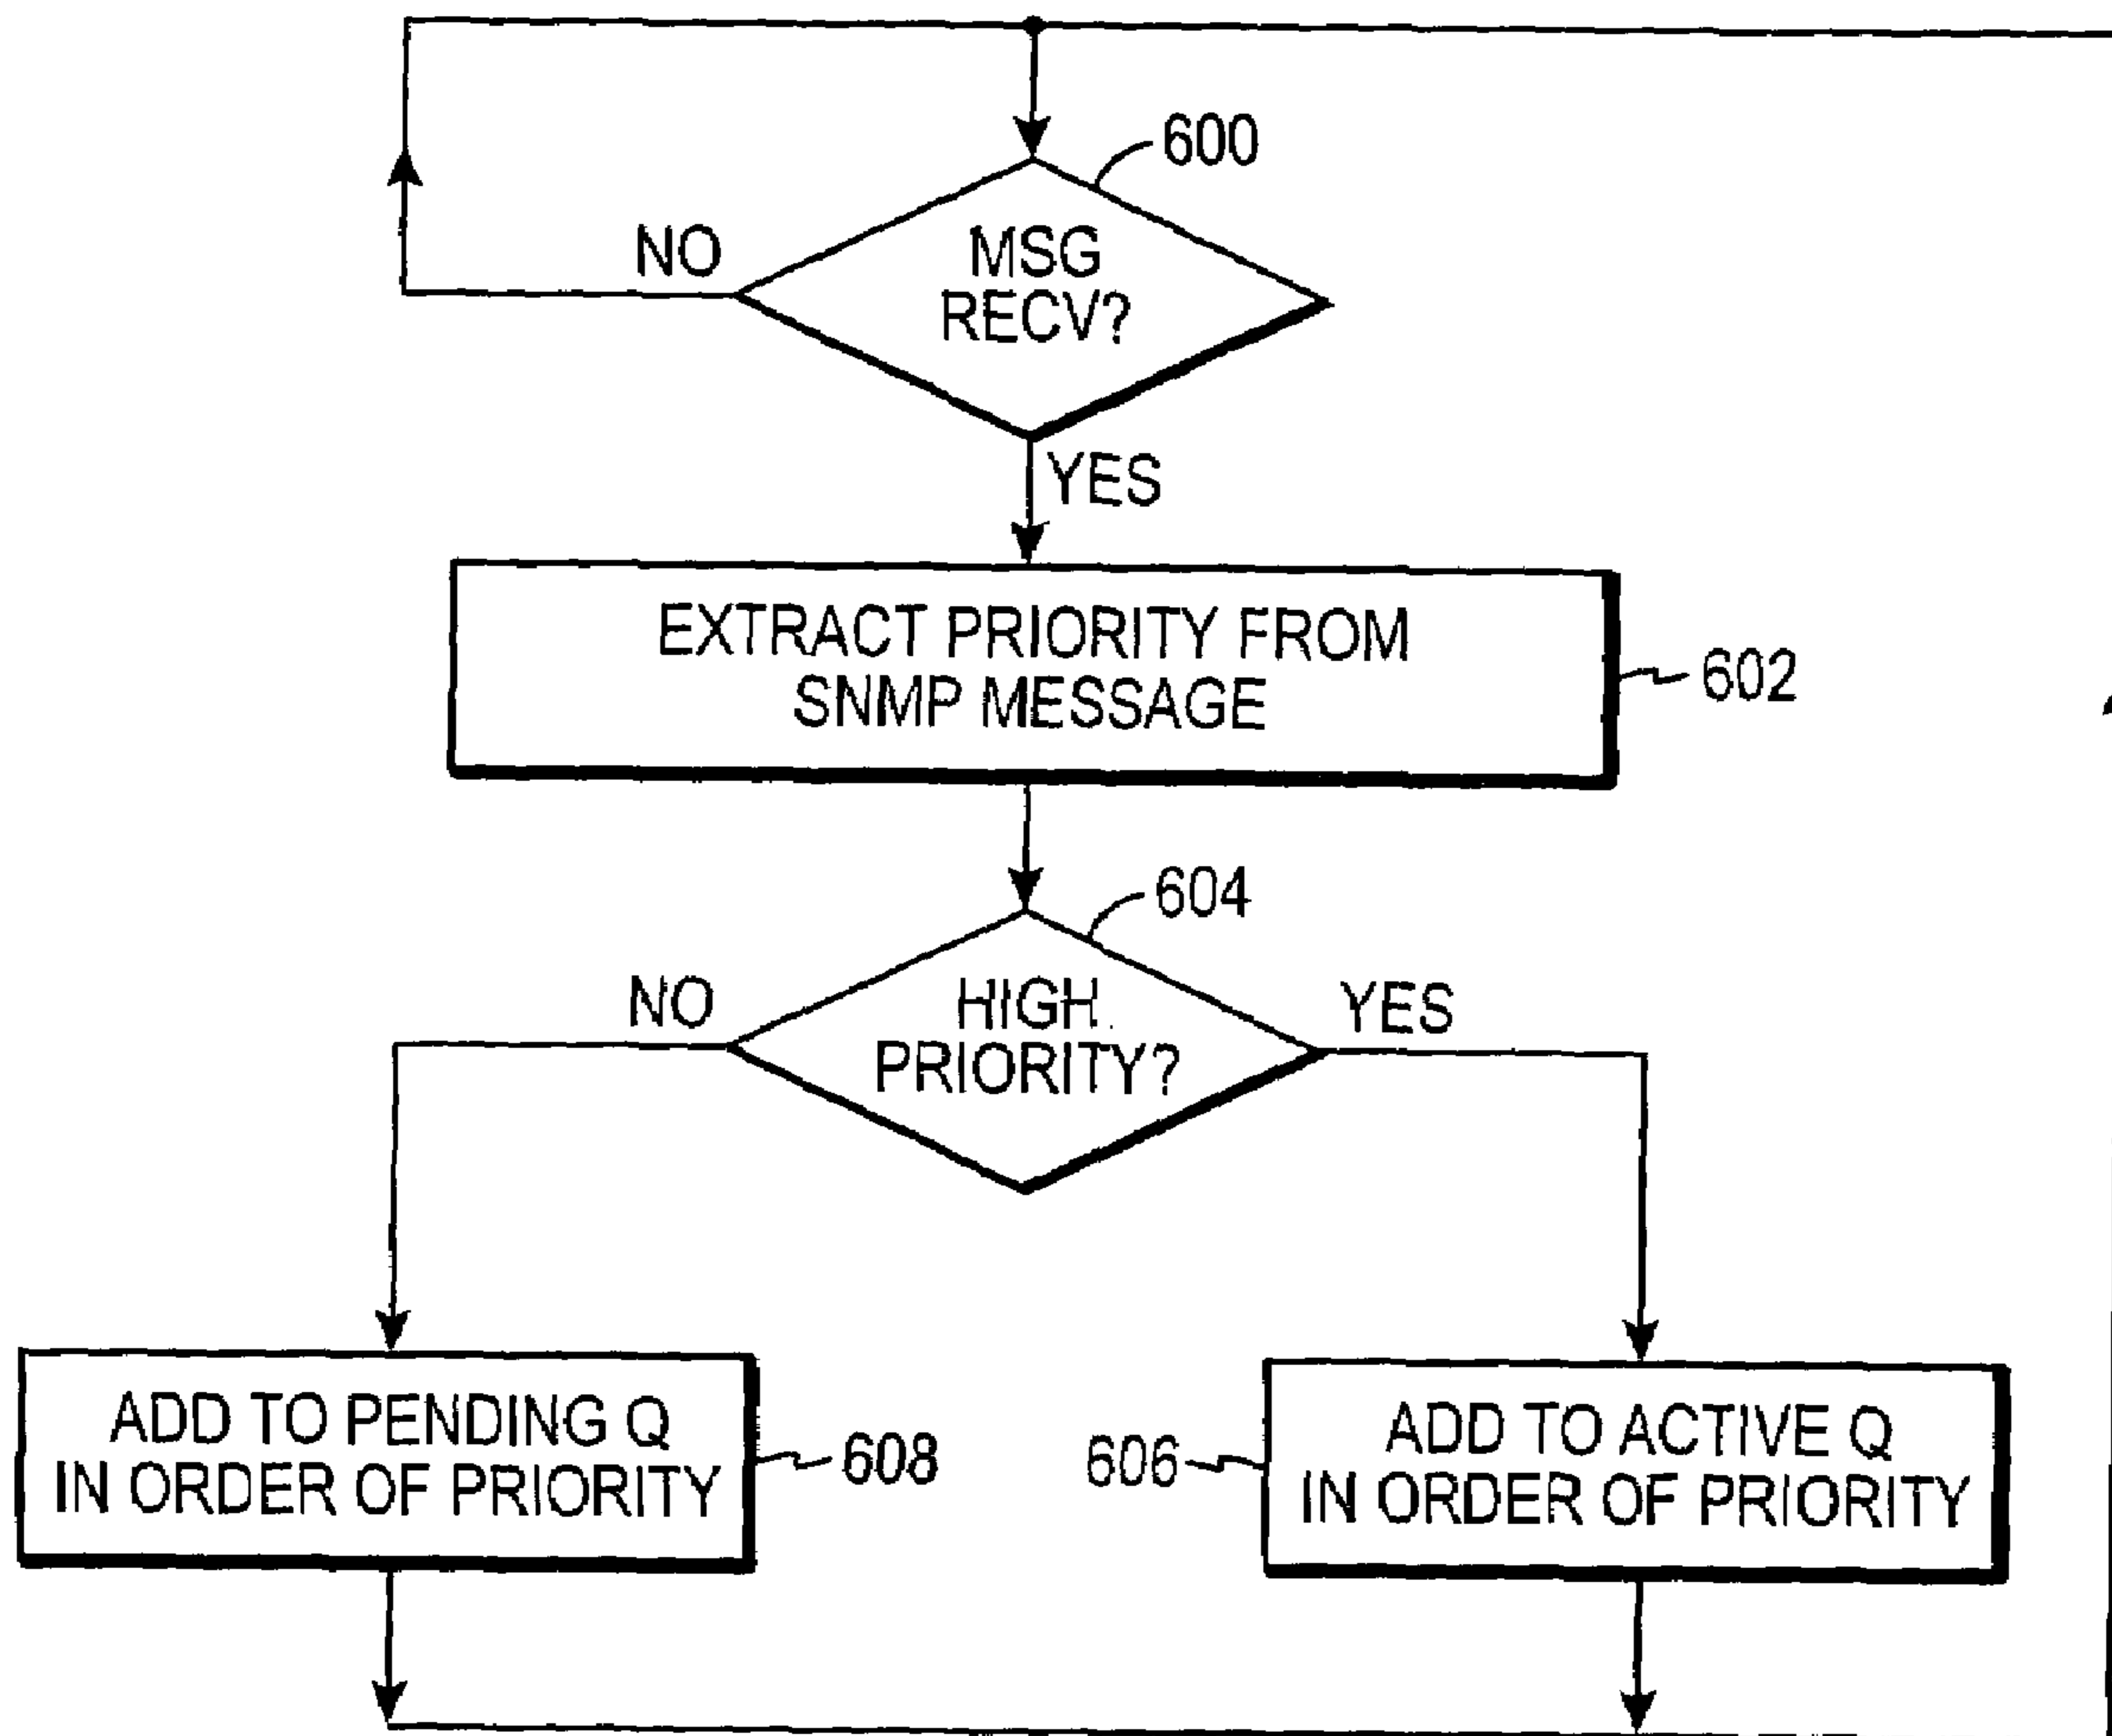 600
NO
MSG
RECV?
YES
EXTRACT PRIORITY FROM
SNMP MESSAGE
602
604
NO
HIGH
PRIORITY?
YES
ADD TO PENDING Q
IN ORDER OF PRIORITY
608
606
ADD TO ACTIVE Q
IN ORDER OF PRIORITY